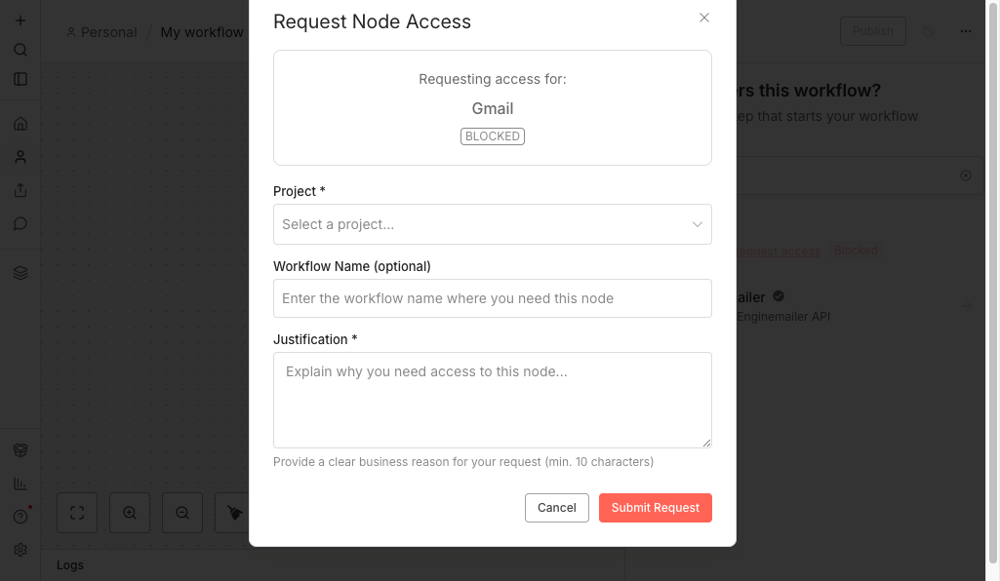 Request Node Access
Personal / My workflow
Publish
Requesting access for:
Gmail
BLOCKED
ers this workflow?
ep that starts your workflow
Project *
Select a project...
request access
Blocked
Workflow Name (optional)
Enter the workflow name where you need this node
ailer
Enginemailer API
Justification *
Explain why you need access to this node...
Provide a clear business reason for your request (min. 10 characters)
Cancel
Submit Request
Logs